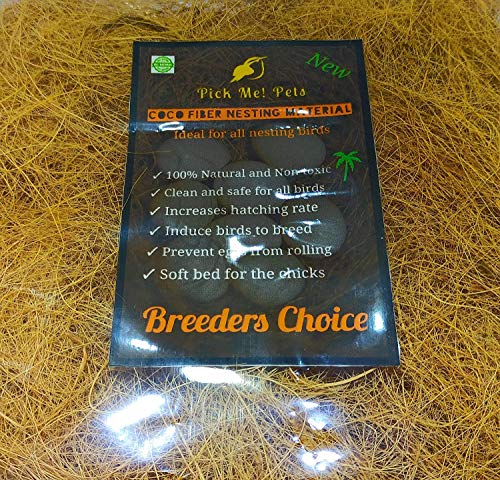 New
Pick Me! Pets
COCO FIBER NESTING MATERIAL
Ideal for all nesting birds
✓ 100% Natural and Non-toxic
✓ Clean and safe for all birds
✓ Increases hatching rate
✓ Induce birds to breed
✓ Prevent eggs from rolling
✓ Soft bed for the chicks
Breeders Choice